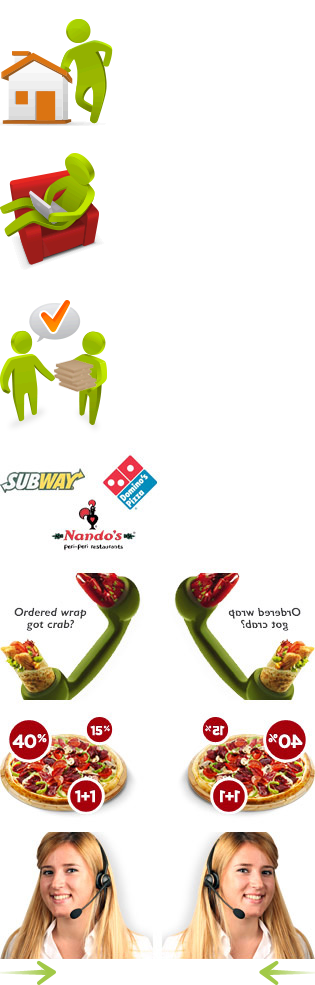 SUBWAY
Domino's
Pizza
Nando's
peri-peri restaurants
Ordered wrap
got crab?
Ordered wrap
got crab?
40%
15%
1+1
15%
40%
1+1